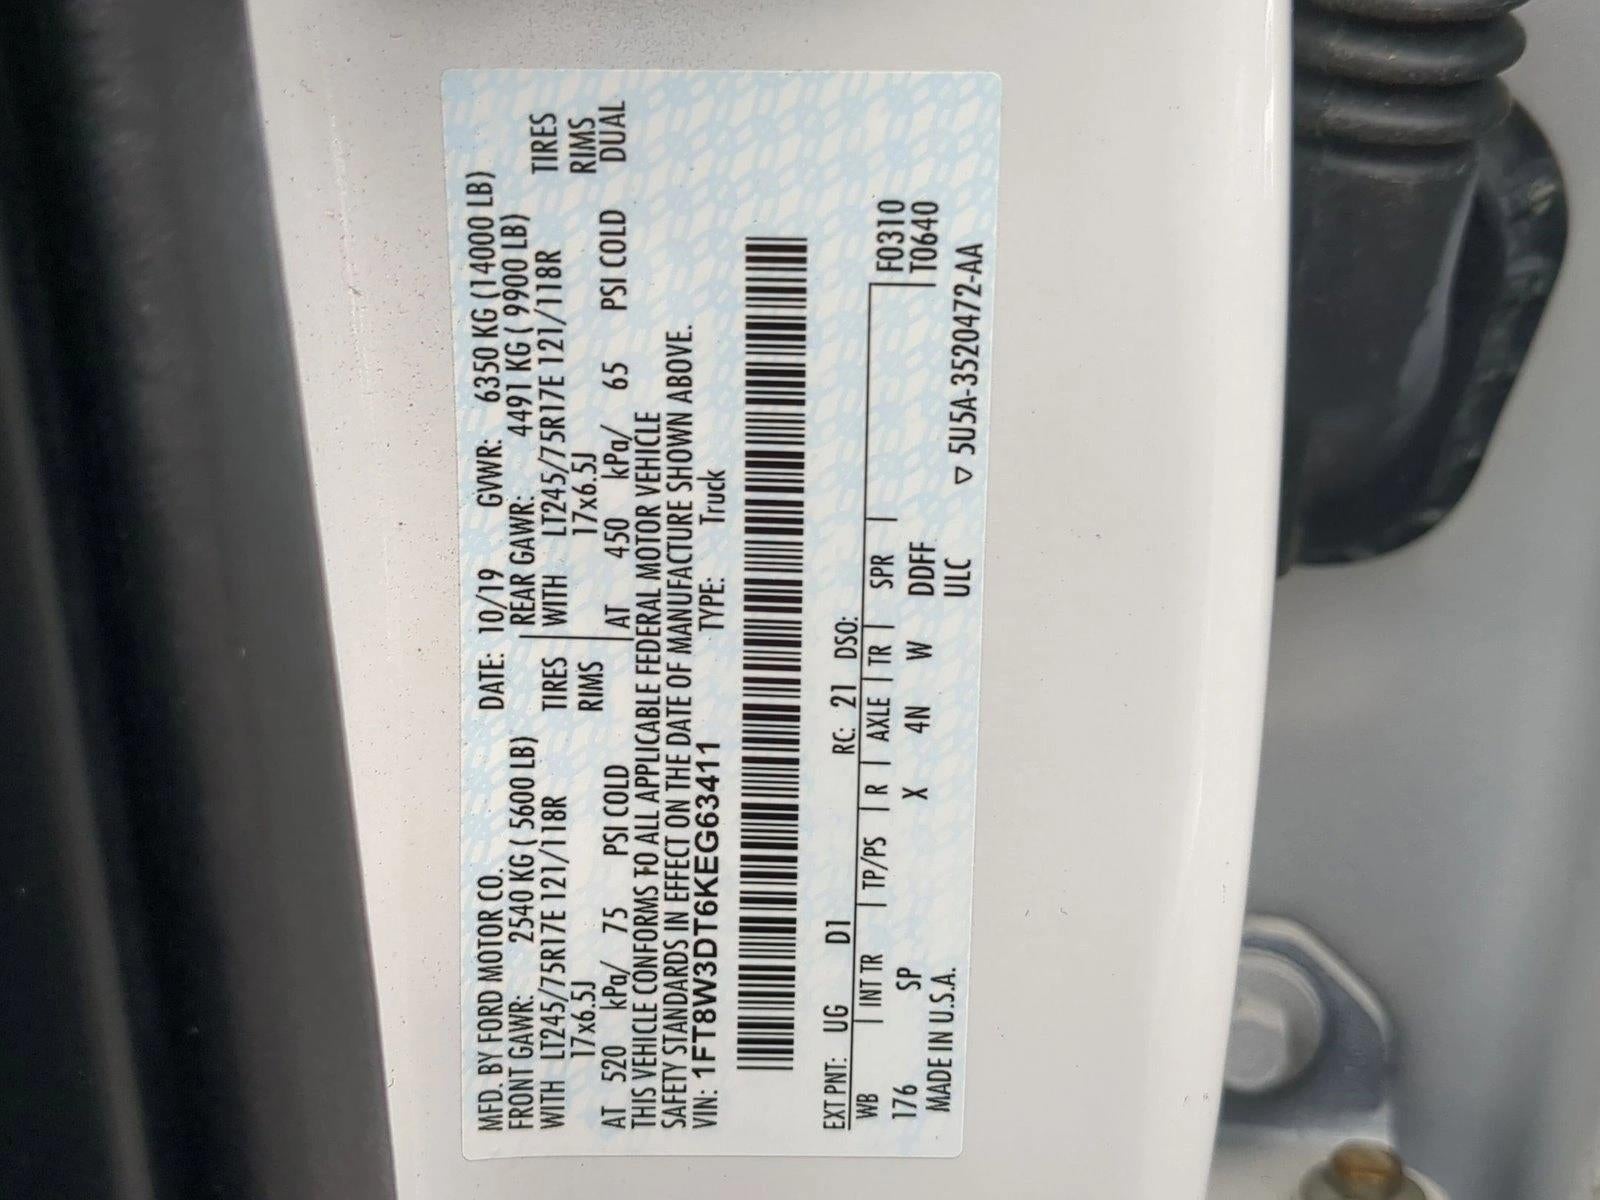 MFD. BY FORD MOTOR CO. DATE: 10/19 GVWR: 6350 KG (14000 LB)
FRONT GAWR: 2540 KG ( 5600 LB) REAR GAWR: 4491 KG ( 9900 LB)
WITH LT245/75R17E 121/118R TIRES WITH LT245/75R17E 121/118R TIRES
17x6.5J RIMS 17x6.5J RIMS
AT 520 kPa/ 75 PSI COLD AT 450 kPa/ 65 PSI COLD DUAL
THIS VEHICLE CONFORMS TO ALL APPLICABLE FEDERAL MOTOR VEHICLE
SAFETY STANDARDS IN EFFECT ON THE DATE OF MANUFACTURE SHOWN ABOVE.
VIN: 1FT8W3DT6KEG63411 TYPE: Truck
EXT PNT: UG D1 RC: 21 DSO:
WB INT TR TP/PS R AXLE TR SPR F0310
176 SP X 4N W DDFF T0640
MADE IN U.S.A. ULC ▽ 5U5A-3520472-AA